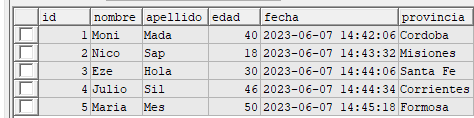 id nombre apellido edad fecha provincia
1 Moni Mada 40 2023-06-07 14:42:06 Cordoba
2 Nico Sap 18 2023-06-07 14:43:32 Misiones
3 Eze Hola 30 2023-06-07 14:44:06 Santa Fe
4 Julio Sil 46 2023-06-07 14:44:34 Corrientes
5 Maria Mes 50 2023-06-07 14:45:18 Formosa